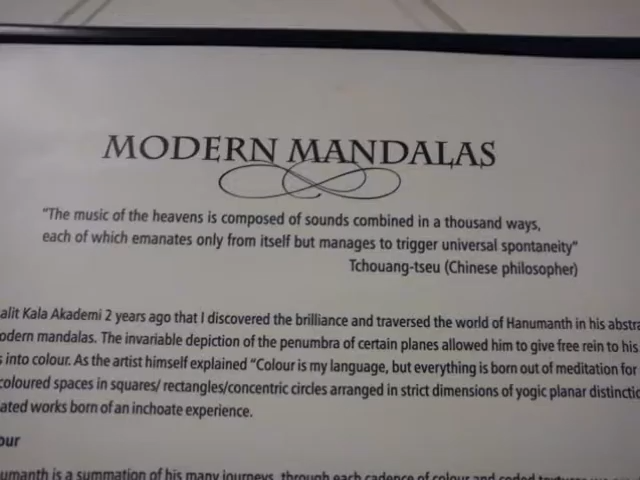 MODERN MANDALAS
"The music of the heavens is composed of sounds combined in a thousand ways,
each of which emanates only from itself but manages to trigger universal spontaneity"
Tchouang-tseu (Chinese philosopher)
alit Kala Akademi 2 years ago that I discovered the brilliance and traversed the world of Hanumanth in his abstra
odern mandalas. The invariable depiction of the penumbra of certain planes allowed him to give free rein to his
s into colour. As the artist himself explained "Colour is my language, but everything is born out of meditation for
coloured spaces in squares/ rectangles/concentric circles arranged in strict dimensions of yogic planar distinctio
ated works born of an inchoate experience.
our
umanth is a summation of his many journeys, through each cadence of colour and coded